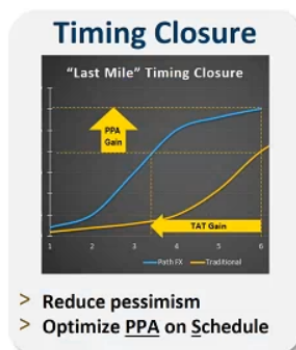 Timing Closure
"Last Mile" Timing Closure
PPA
Gain
TAT Gain
1 2 3 4 5 6
Path FX Traditional
> Reduce pessimism
> Optimize PPA on Schedule